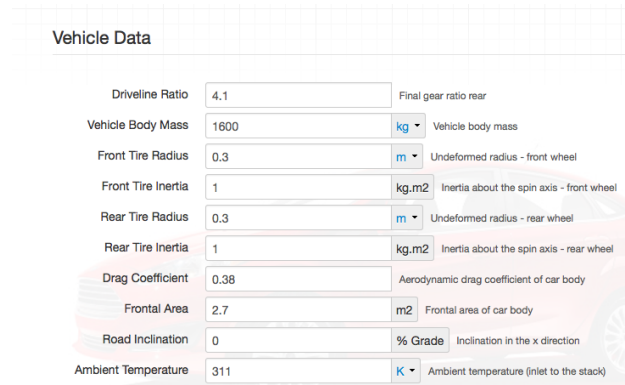 Vehicle Data
Driveline Ratio 4.1 Final gear ratio rear
Vehicle Body Mass 1600 kg Vehicle body mass
Front Tire Radius 0.3 m Undeformed radius - front wheel
Front Tire Inertia 1 kg.m2 Inertia about the spin axis - front wheel
Rear Tire Radius 0.3 m Undeformed radius - rear wheel
Rear Tire Inertia 1 kg.m2 Inertia about the spin axis - rear wheel
Drag Coefficient 0.38 Aerodynamic drag coefficient of car body
Frontal Area 2.7 m2 Frontal area of car body
Road Inclination 0 % Grade Inclination in the x direction
Ambient Temperature 311 K Ambient temperature (inlet to the stack)